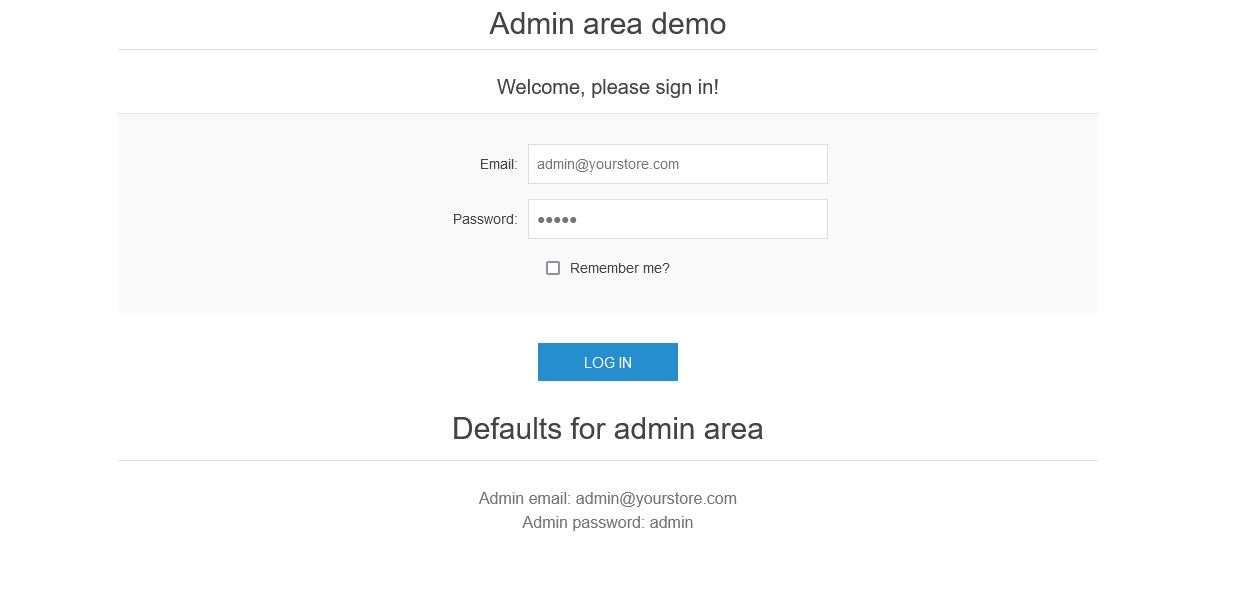 Admin area demo
Welcome, please sign in!
Email: admin@yourstore.com
Password: •••••
Remember me?
LOG IN
Defaults for admin area
Admin email: admin@yourstore.com
Admin password: admin